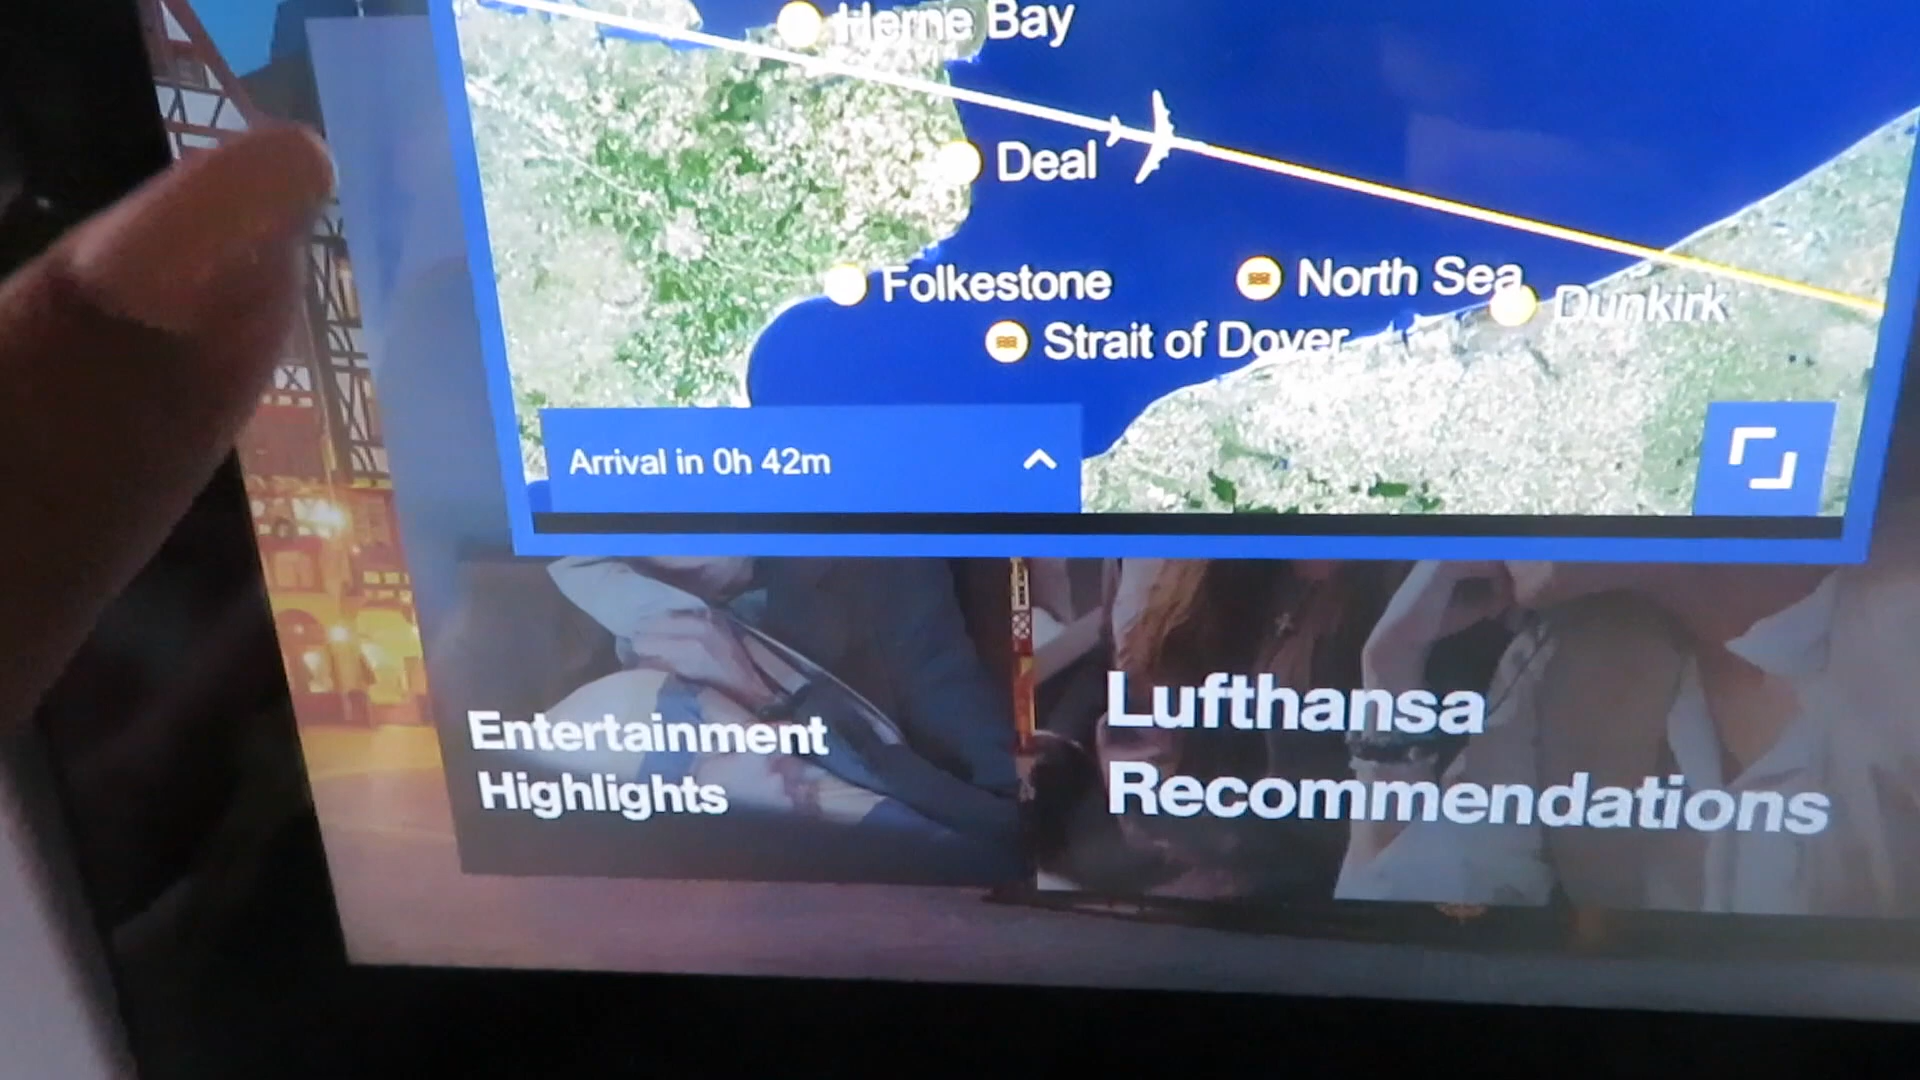 Herne Bay
Deal
Folkestone
North Sea
Dunkirk
Strait of Dover
Arrival in 0h 42m
Entertainment
Highlights
Lufthansa
Recommendations